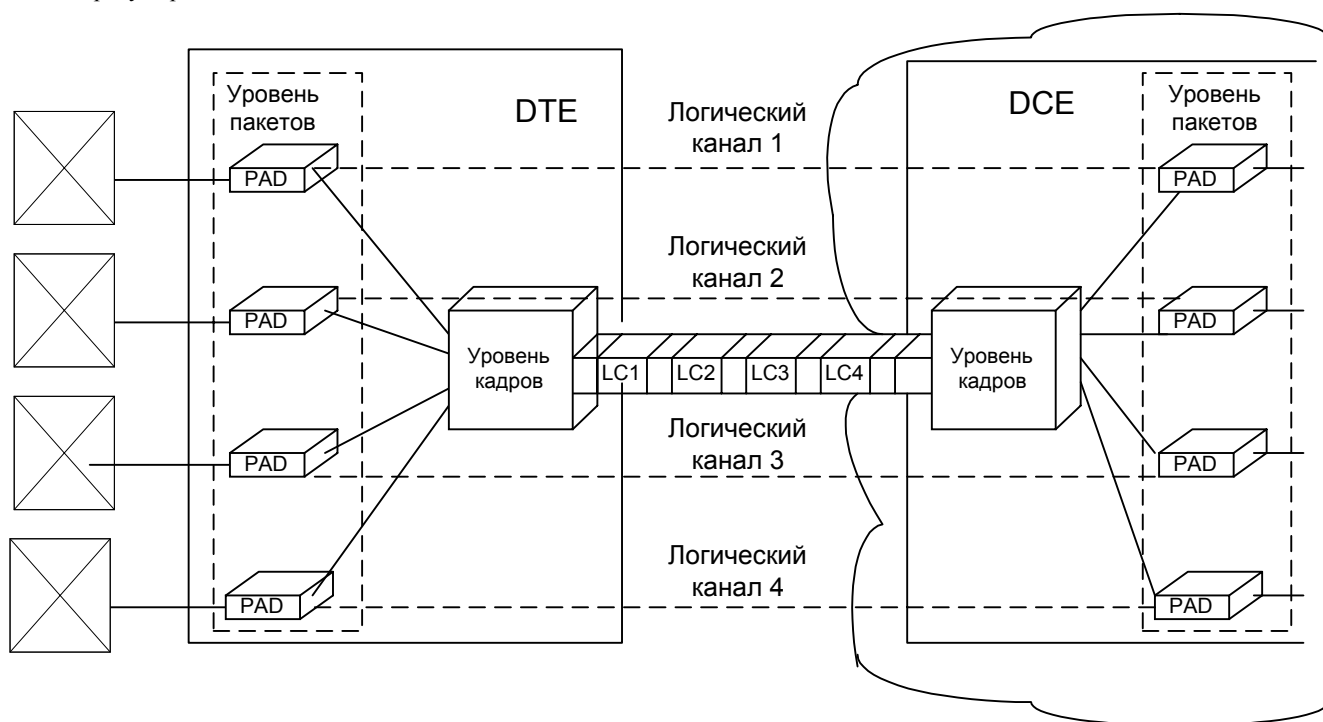 Уровень
пакетов
DTE
Логический
канал 1
DCE
Уровень
пакетов
PAD
PAD
Логический
канал 2
PAD
PAD
Уровень
кадров
LC1
LC2
LC3
LC4
Уровень
кадров
Логический
канал 3
PAD
PAD
Логический
канал 4
PAD
PAD